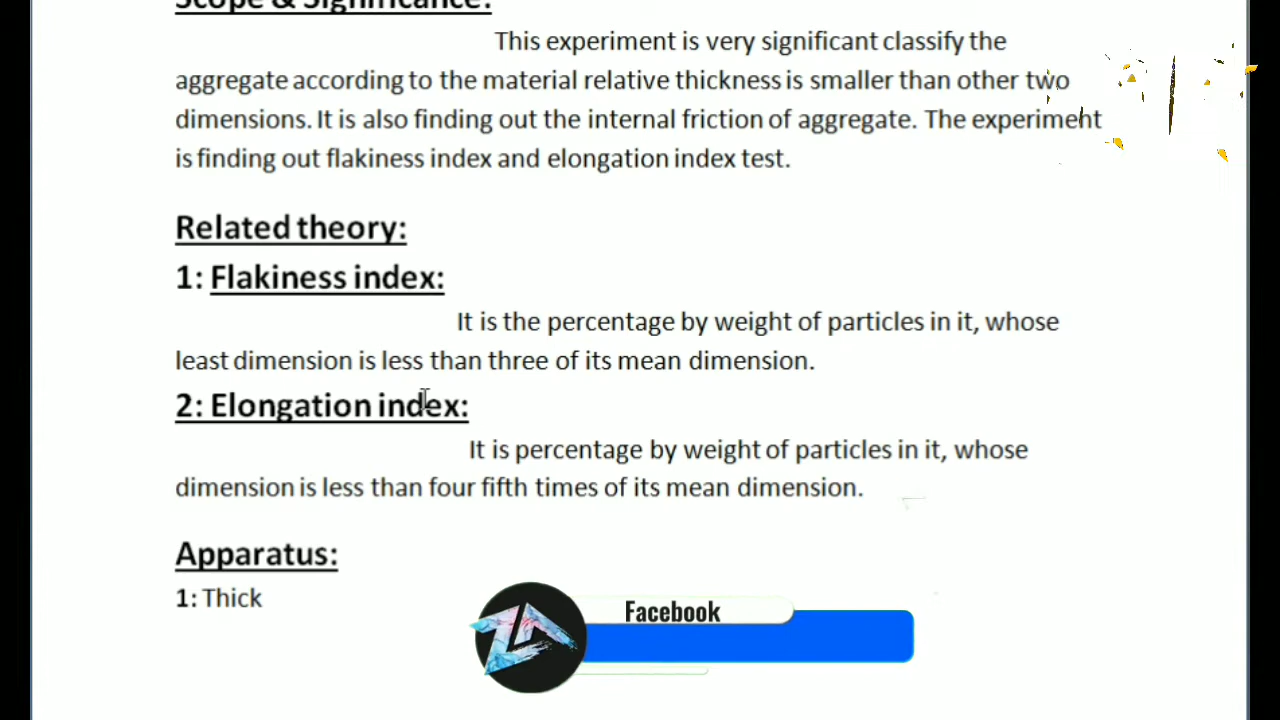 Scope & Significance:
This experiment is very significant classify the
aggregate according to the material relative thickness is smaller than other two
dimensions. It is also finding out the internal friction of aggregate. The experiment
is finding out flakiness index and elongation index test.
Related theory:
1: Flakiness index:
It is the percentage by weight of particles in it, whose
least dimension is less than three of its mean dimension.
2: Elongation index:
It is percentage by weight of particles in it, whose
dimension is less than four fifth times of its mean dimension.
Apparatus:
1: Thick
Facebook
ZA